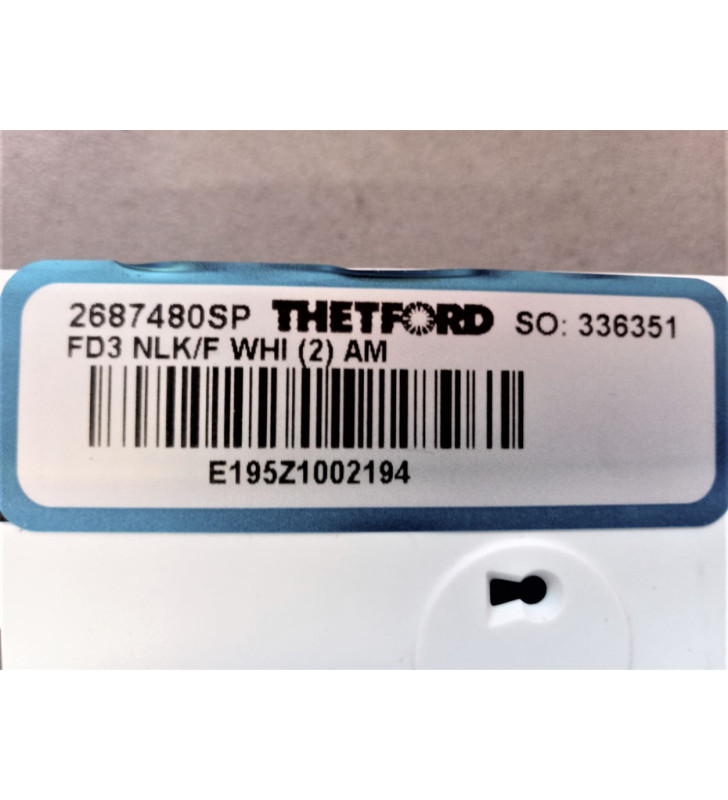 2687480SP THETFORD SO: 336351
FD3 NLK/F WHI (2) AM
E195Z1002194